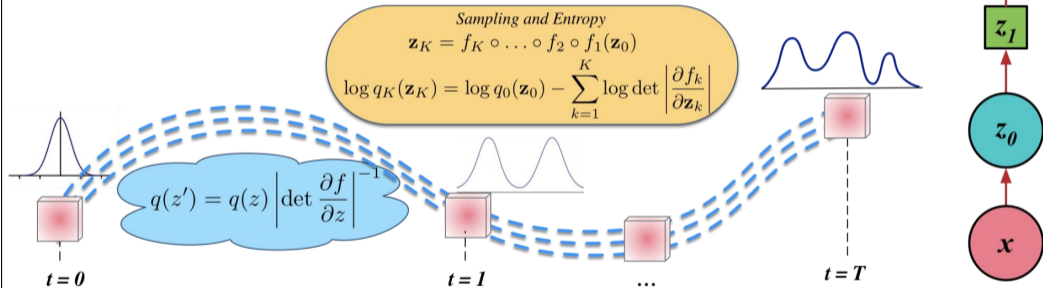 Sampling and Entropy
z_K = f_K ∘ … ∘ f_2 ∘ f_1(z_0)
log q_K(z_K) = log q_0(z_0) − ∑_{k=1}^{K} log det |∂f_k/∂z_k|
q(z′) = q(z) |det ∂f/∂z|^{−1}
t = 0
t = 1
...
t = T
z_1
z_0
x